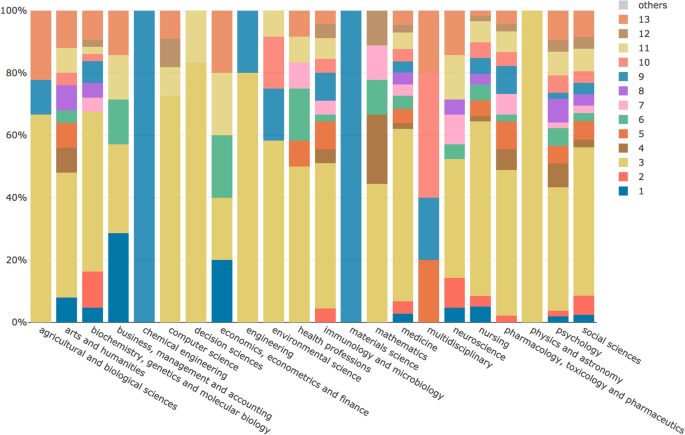 100%
80%
60%
40%
20%
0%
others
13
12
11
10
9
8
7
6
5
4
3
2
1
agricultural and biological sciences
arts and humanities
biochemistry, genetics and molecular biology
business, management and accounting
chemical engineering
computer science
decision sciences
economics, econometrics and finance
engineering
environmental science
health professions
immunology and microbiology
materials science
mathematics
medicine
multidisciplinary
neuroscience
nursing
pharmacology, toxicology and pharmaceutics
physics and astronomy
psychology
social sciences